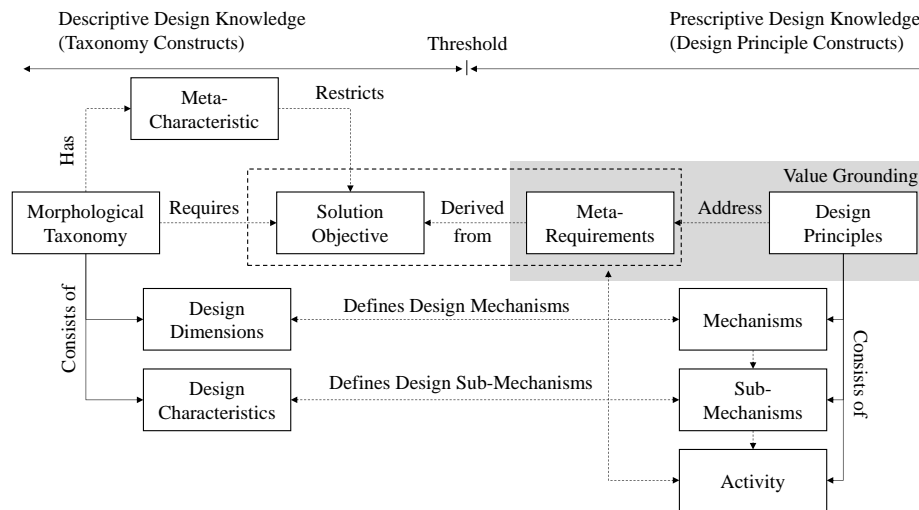 Descriptive Design Knowledge
(Taxonomy Constructs)
Threshold
Prescriptive Design Knowledge
(Design Principle Constructs)
Meta-
Characteristic
Restricts
Has
Value Grounding
Morphological
Taxonomy
Requires
Solution
Objective
Derived
from
Meta-
Requirements
Address
Design
Principles
Consists of
Design
Dimensions
Defines Design Mechanisms
Mechanisms
Consists of
Design
Characteristics
Defines Design Sub-Mechanisms
Sub-
Mechanisms
Activity